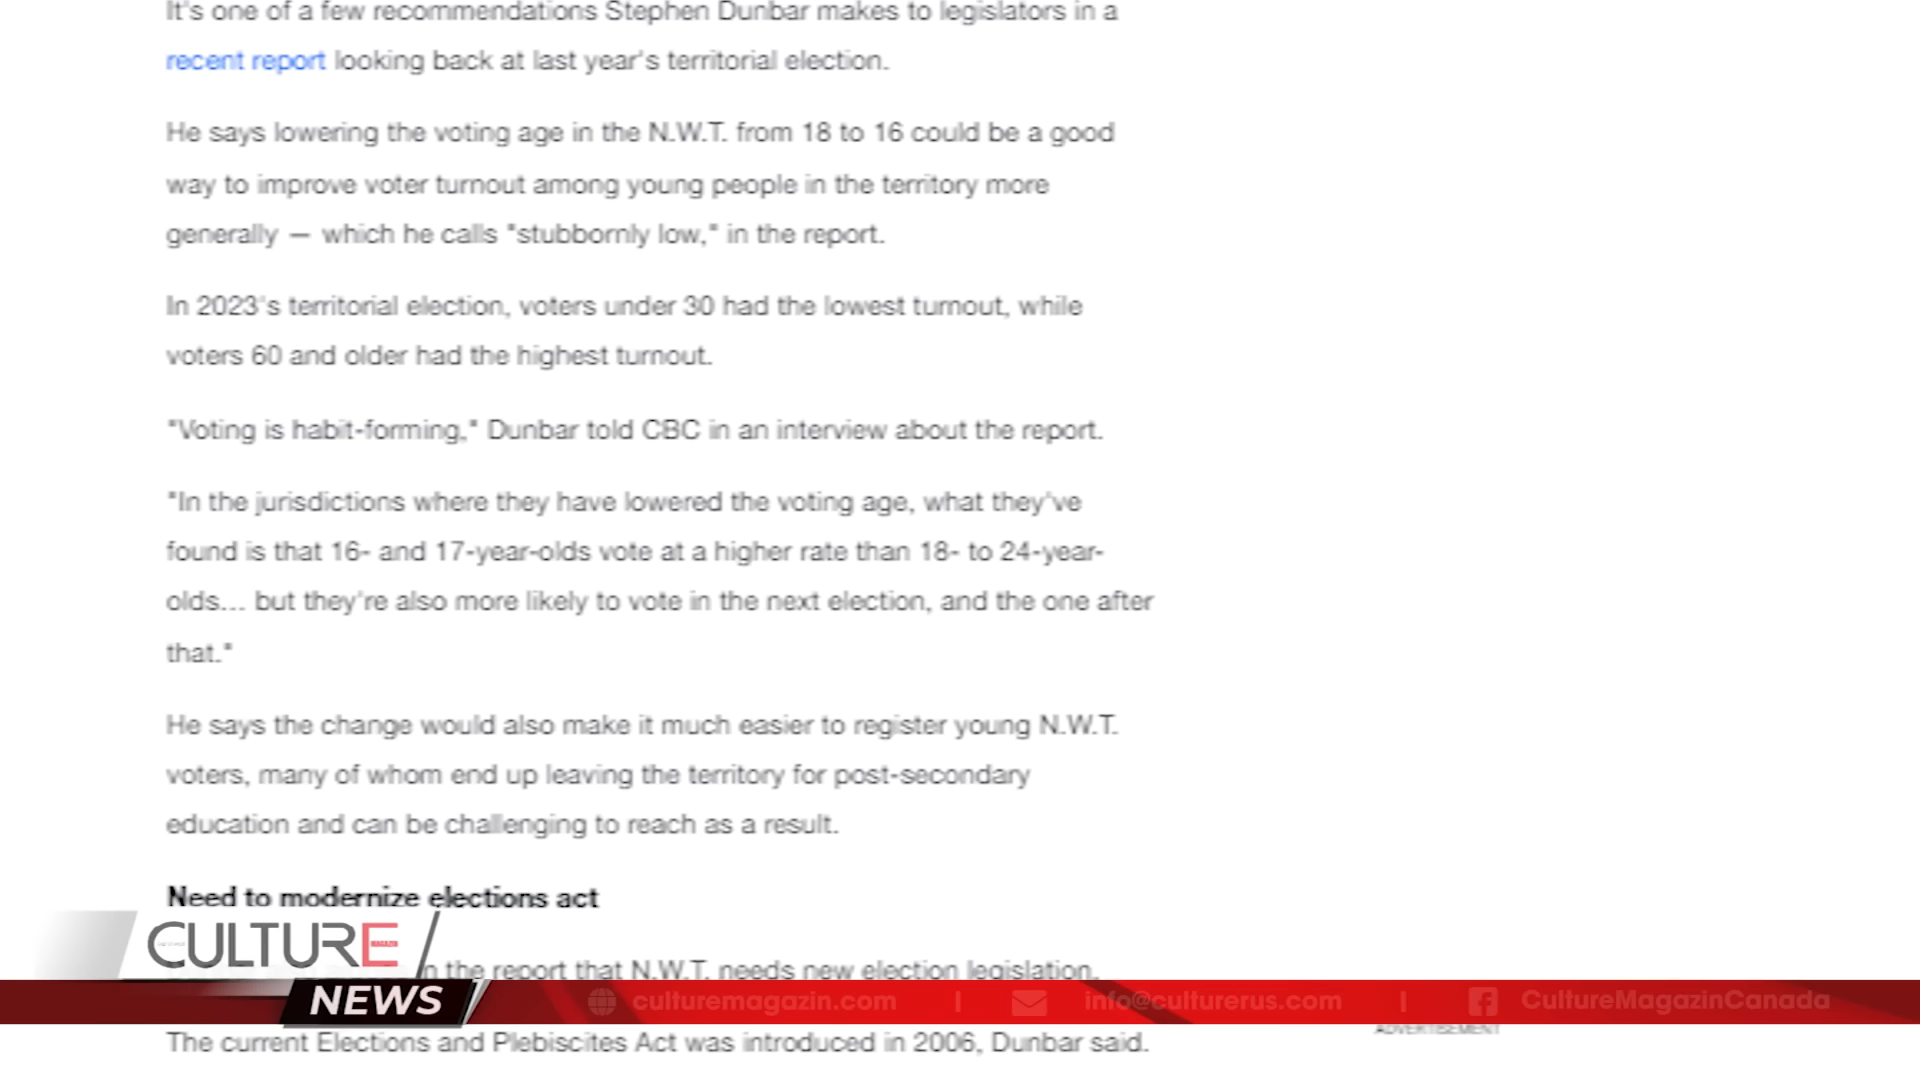 It's one of a few recommendations Stephen Dunbar makes to legislators in a
recent report looking back at last year's territorial election.
He says lowering the voting age in the N.W.T. from 18 to 16 could be a good
way to improve voter turnout among young people in the territory more
generally — which he calls "stubbornly low," in the report.
In 2023's territorial election, voters under 30 had the lowest turnout, while
voters 60 and older had the highest turnout.
"Voting is habit-forming," Dunbar told CBC in an interview about the report.
"In the jurisdictions where they have lowered the voting age, what they've
found is that 16- and 17-year-olds vote at a higher rate than 18- to 24-year-
olds... but they're also more likely to vote in the next election, and the one after
that."
He says the change would also make it much easier to register young N.W.T.
voters, many of whom end up leaving the territory for post-secondary
education and can be challenging to reach as a result.
Need to modernize elections act
CULTURE
MAGAZIN
the report that N.W.T. needs new election legislation.
NEWS
culturemagazin.com | info@culturerus.com | CultureMagazinCanada
ADVERTISEMENT
The current Elections and Plebiscites Act was introduced in 2006, Dunbar said.